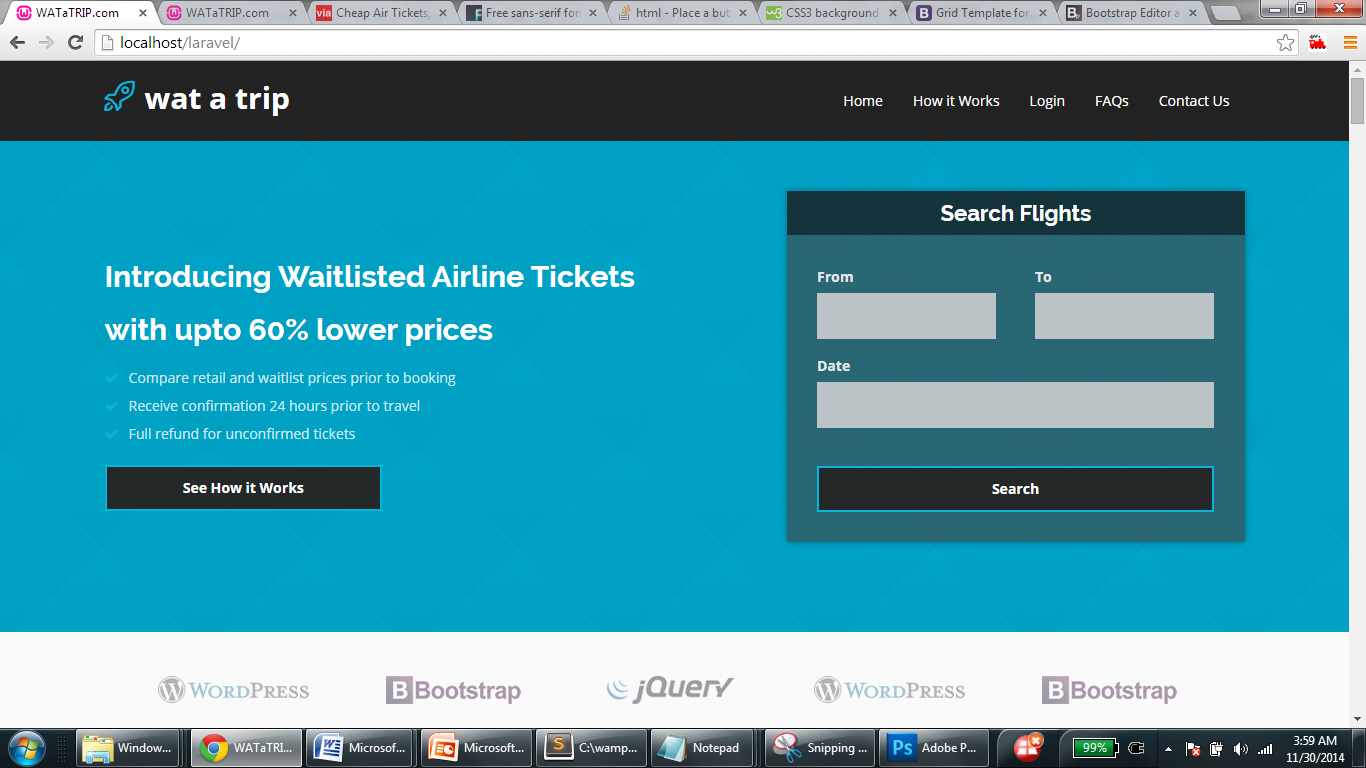 WATaTRIP.com
WATaTRIP.com
via Cheap Air Tickets,
Free sans-serif fon
html - Place a but
CSS3 background
Grid Template for
Bootstrap Editor a
localhost/laravel/
wat a trip
Home How it Works Login FAQs Contact Us
Search Flights
Introducing Waitlisted Airline Tickets
with upto 60% lower prices
Compare retail and waitlist prices prior to booking
Receive confirmation 24 hours prior to travel
Full refund for unconfirmed tickets
See How it Works
From To
Date
Search
WORDPRESS B Bootstrap jQuery WORDPRESS B Bootstrap
Window... WATaTRI... Microsof... Microsoft... C:\wamp... Notepad Snipping ... Ps Adobe P... 99% 3:59 AM
11/30/2014